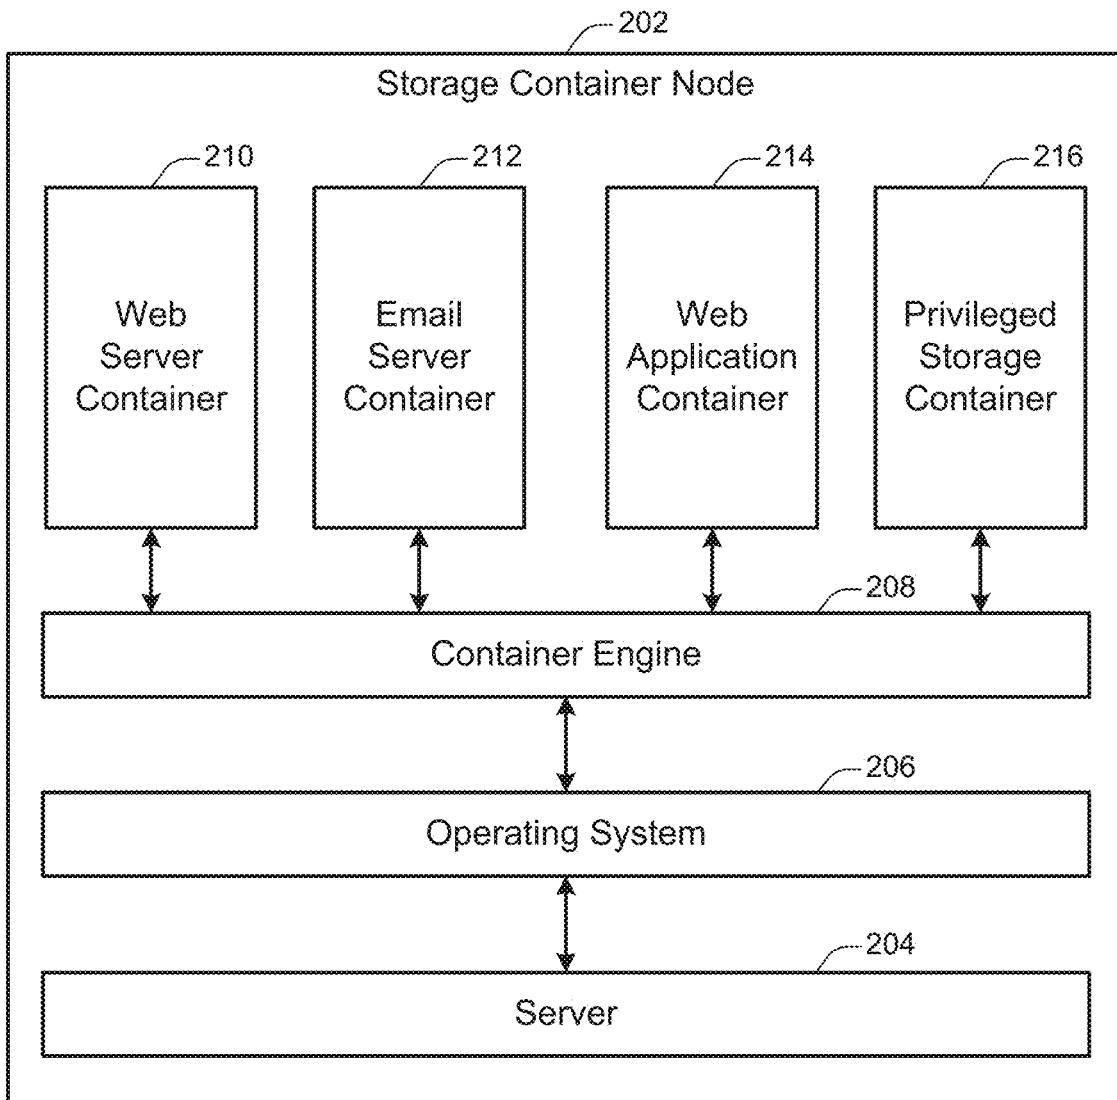 202
Storage Container Node
210
212
214
216
Web
Server
Container
Email
Server
Container
Web
Application
Container
Privileged
Storage
Container
208
Container Engine
206
Operating System
204
Server